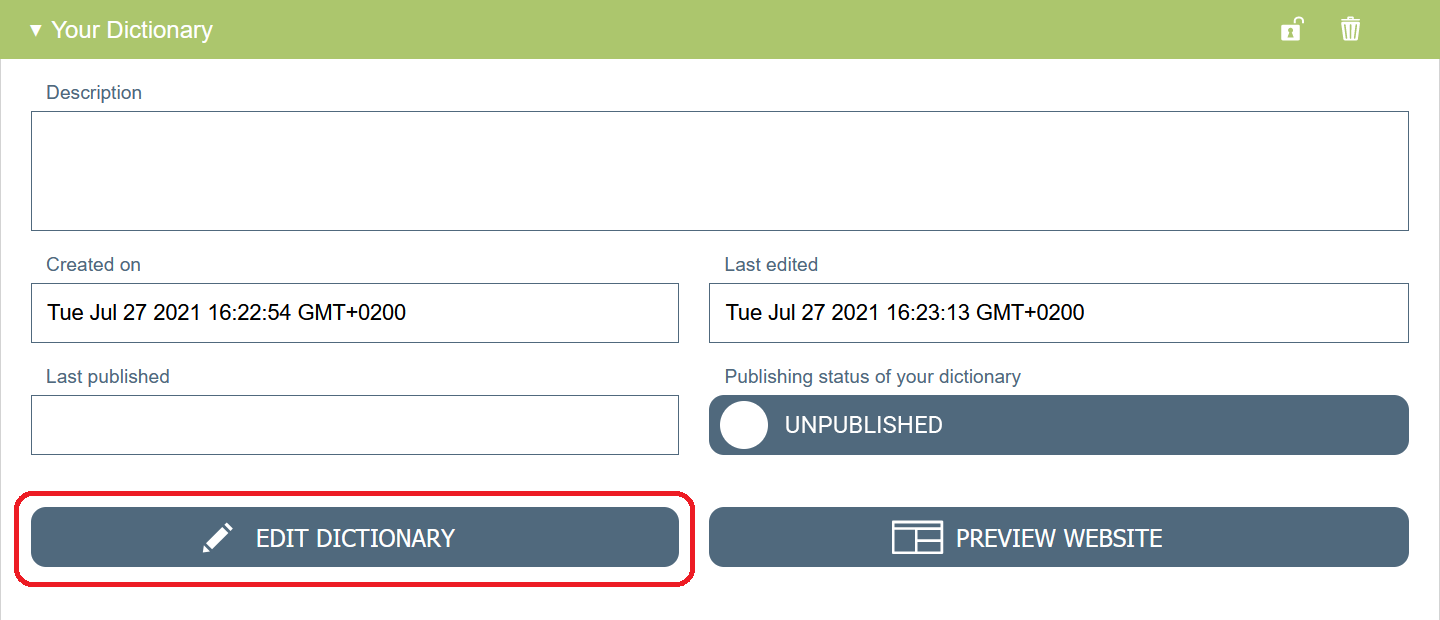 ▼ Your Dictionary
Description
Created on
Last edited
Tue Jul 27 2021 16:22:54 GMT+0200
Tue Jul 27 2021 16:23:13 GMT+0200
Last published
Publishing status of your dictionary
UNPUBLISHED
EDIT DICTIONARY
PREVIEW WEBSITE